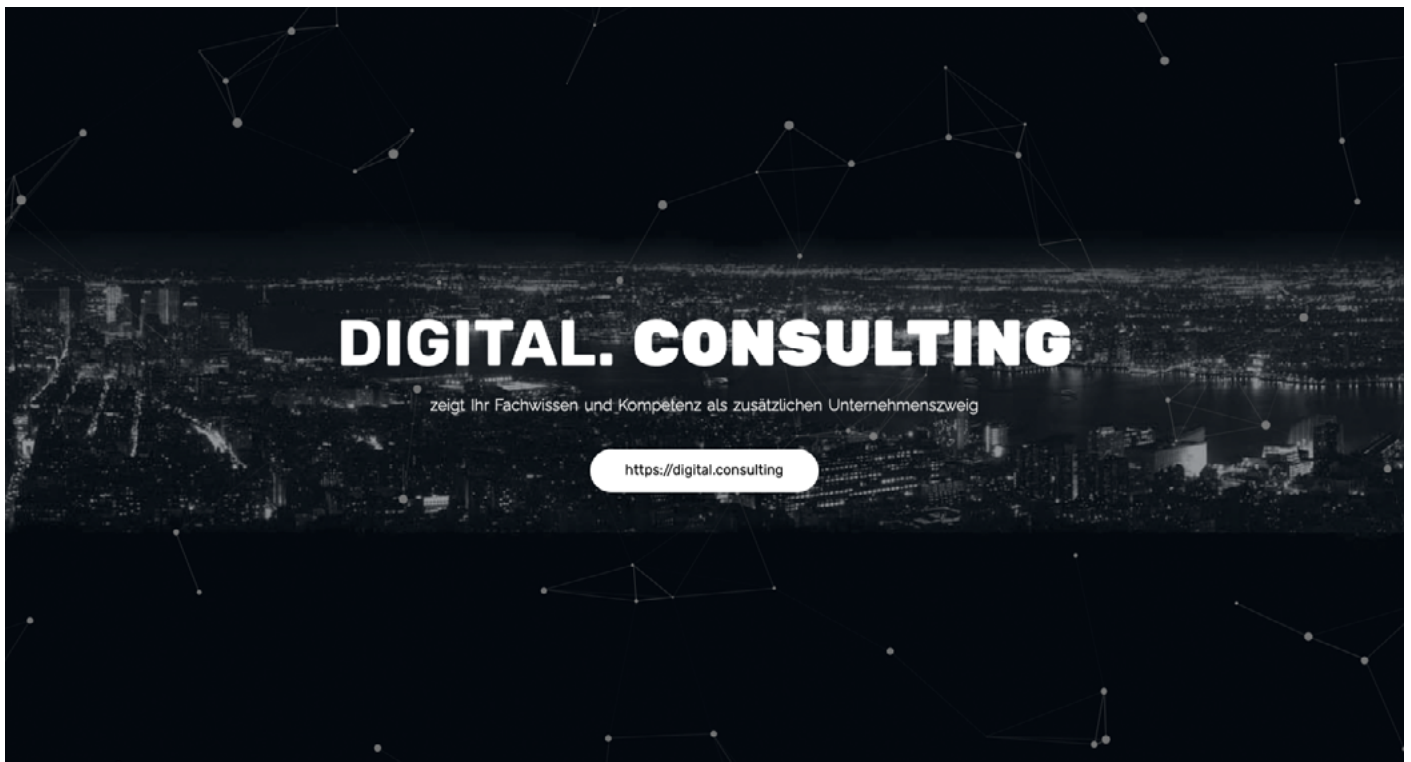 DIGITAL. CONSULTING
zeigt Ihr Fachwissen und Kompetenz als zusätzlichen Unternehmenszweig
https://digital.consulting